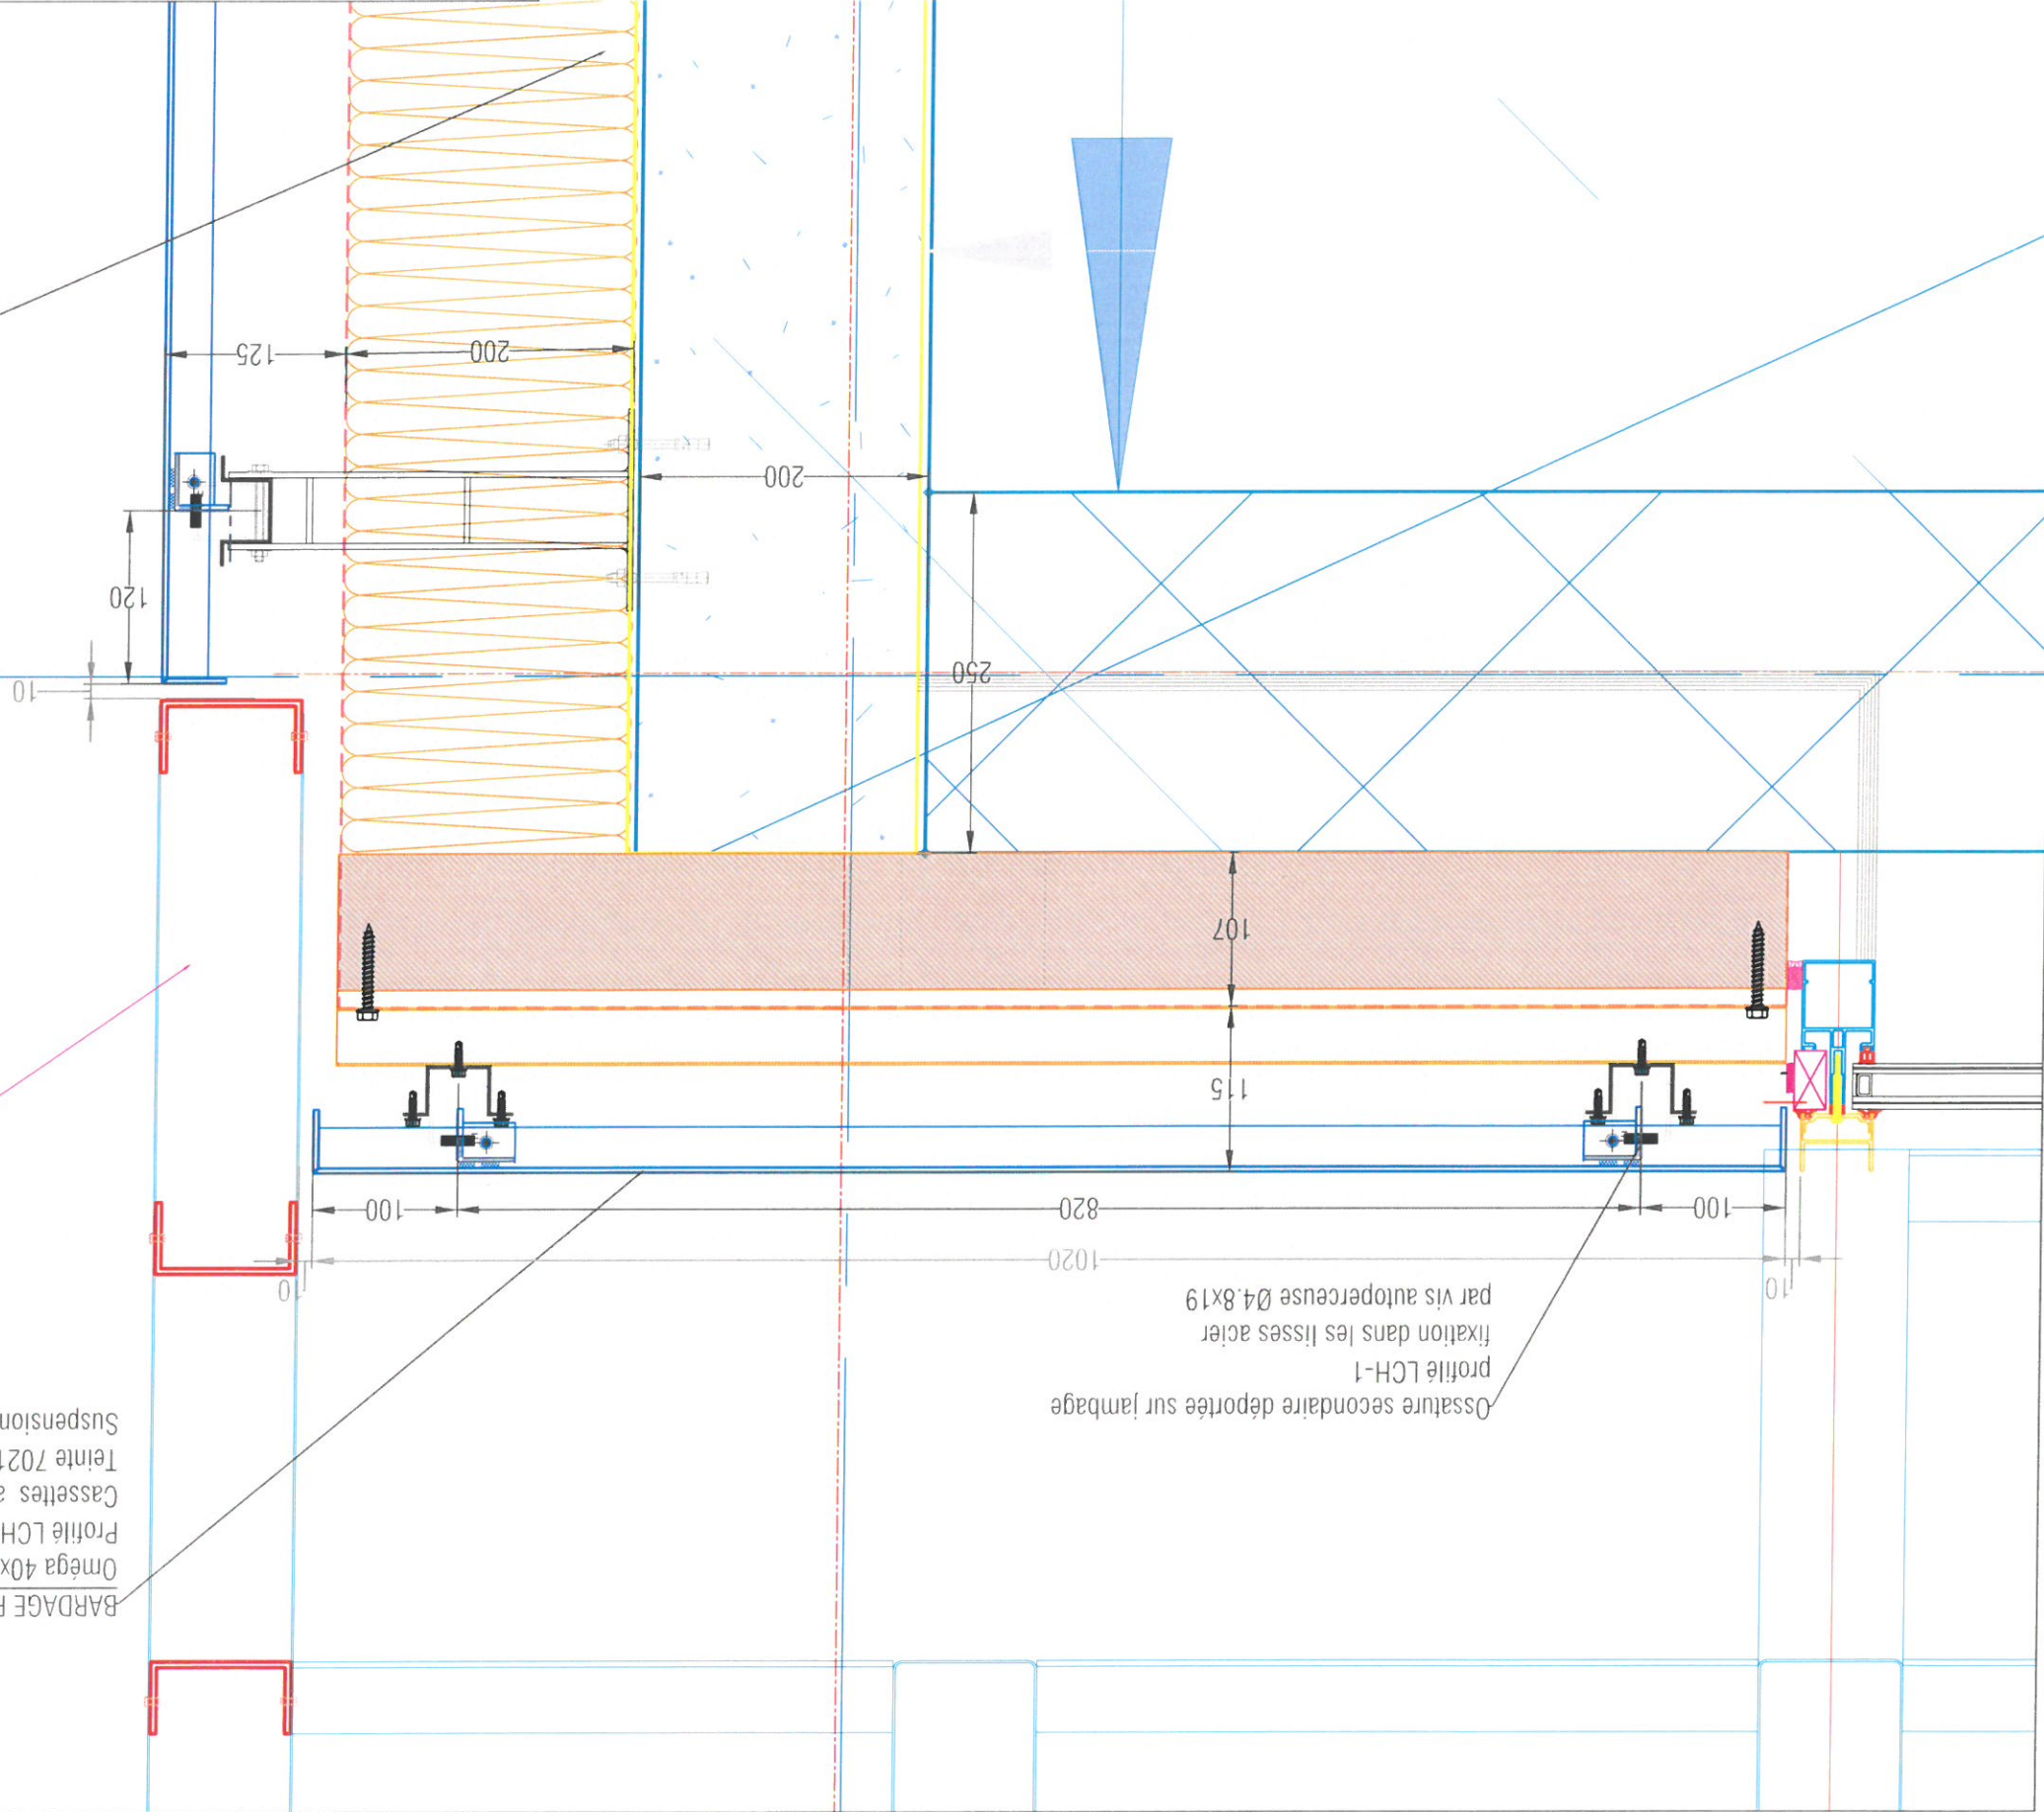 BARDAGE
Oméga 40x
Profilé LCH
Cassettes a
Teinte 7021
Suspension
Ossature secondaire déportée sur jambage
profilé LCH-1
fixation dans les lisses acier
par vis autoperceuse Ø4.8x19
10
1020
10
100
820
100
115
107
250
10
120
200
125
200